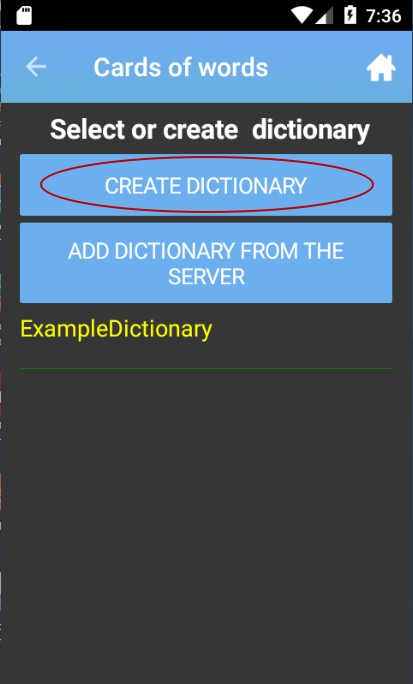 7:36
Cards of words
Select or create  dictionary
CREATE DICTIONARY
ADD DICTIONARY FROM THE
SERVER
ExampleDictionary